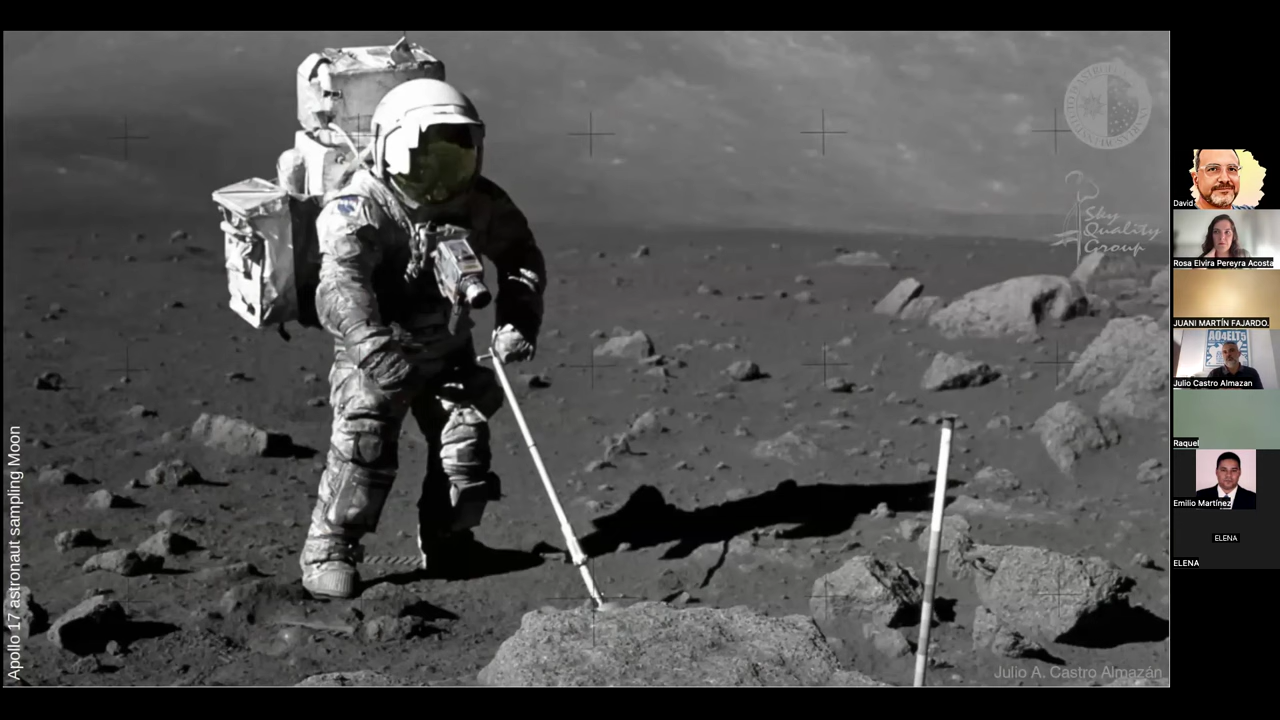 Apollo 17 astronaut sampling Moon
Sky
Quality
Group
Julio A. Castro Almazán
David
Rosa Elvira Pereyra Acosta
JUANI MARTÍN FAJARDO.
AO4ELT5
Julio Castro Almazan
Raquel
Emilio Martínez
ELENA
ELENA